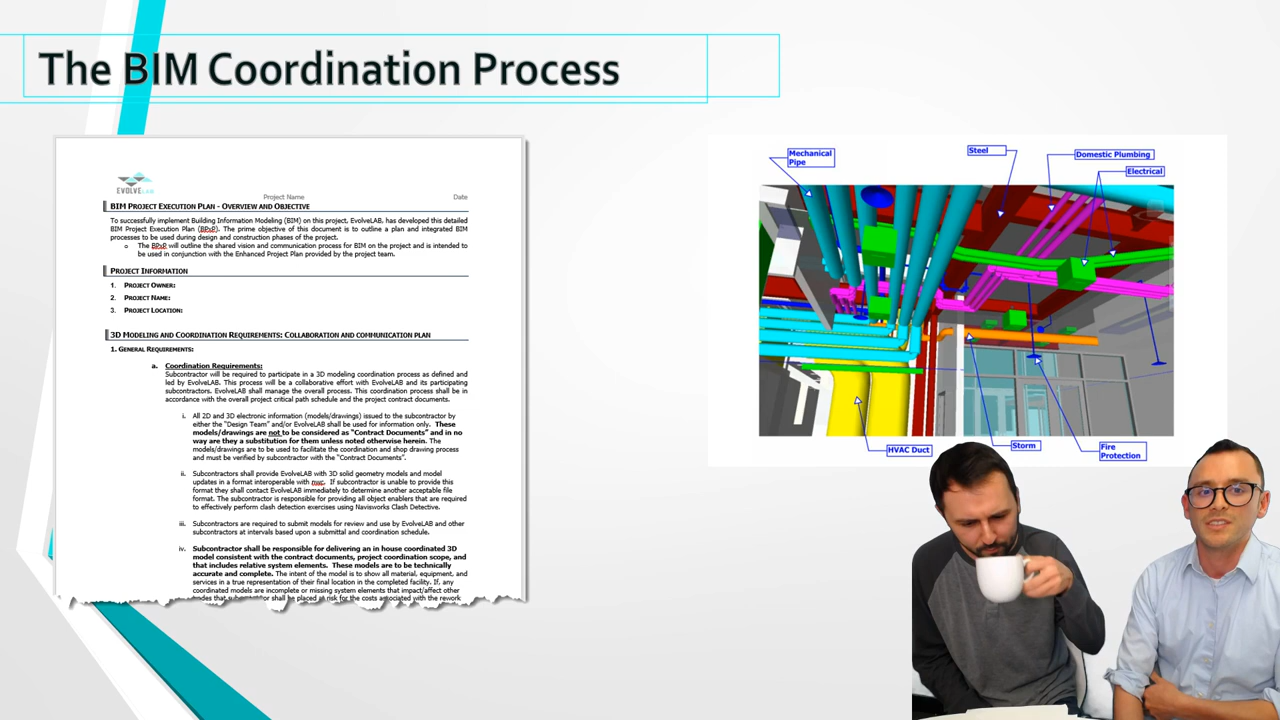 The BIM Coordination Process
EVOLVELAB
Project Name
Date
BIM PROJECT EXECUTION PLAN - OVERVIEW AND OBJECTIVE
To successfully implement Building Information Modeling (BIM) on this project, EvolveLAB, has developed this detailed
BIM Project Execution Plan (BPxP). The prime objective of this document is to outline a plan and integrated BIM
processes to be used during design and construction phases of the project.
o The BPxP will outline the shared vision and communication process for BIM on the project and is intended to
be used in conjunction with the Enhanced Project Plan provided by the project team.
PROJECT INFORMATION
1. PROJECT OWNER:
2. PROJECT NAME:
3. PROJECT LOCATION:
3D MODELING AND COORDINATION REQUIREMENTS: COLLABORATION AND COMMUNICATION PLAN
1. GENERAL REQUIREMENTS:
a. Coordination Requirements:
Subcontractor will be required to participate in a 3D modeling coordination process as defined and
led by EvolveLAB. This process will be a collaborative effort with EvolveLAB and its participating
subcontractors. EvolveLAB shall manage the overall process. This coordination process shall be in
accordance with the overall project critical path schedule and the project contract documents.
i. All 2D and 3D electronic information (models/drawings) issued to the subcontractor by
either the "Design Team" and/or EvolveLAB shall be used for information only. These
models/drawings are not to be considered as "Contract Documents" and in no
way are they a substitution for them unless noted otherwise herein. The
models/drawings are to be used to facilitate the coordination and shop drawing process
and must be verified by subcontractor with the "Contract Documents".
ii. Subcontractors shall provide EvolveLAB with 3D solid geometry models and model
updates in a format interoperable with nwc. If subcontractor is unable to provide this
format they shall contact EvolveLAB immediately to determine another acceptable file
format. The subcontractor is responsible for providing all object enablers that are required
to effectively perform clash detection exercises using Navisworks Clash Detective.
iii. Subcontractors are required to submit models for review and use by EvolveLAB and other
subcontractors at intervals based upon a submittal and coordination schedule.
iv. Subcontractor shall be responsible for delivering an in house coordinated 3D
model consistent with the contract documents, project coordination scope, and
that includes relative system elements. These models are to be technically
accurate and complete. The intent of the model is to show all material, equipment, and
services in a true representation of their final location in the completed facility. If, any
coordinated models are incomplete or missing system elements that impact/affect other
shall be placed at risk for the costs associated with the rework
Mechanical
Pipe
Steel
Domestic Plumbing
Electrical
HVAC Duct
Storm
Fire
Protection